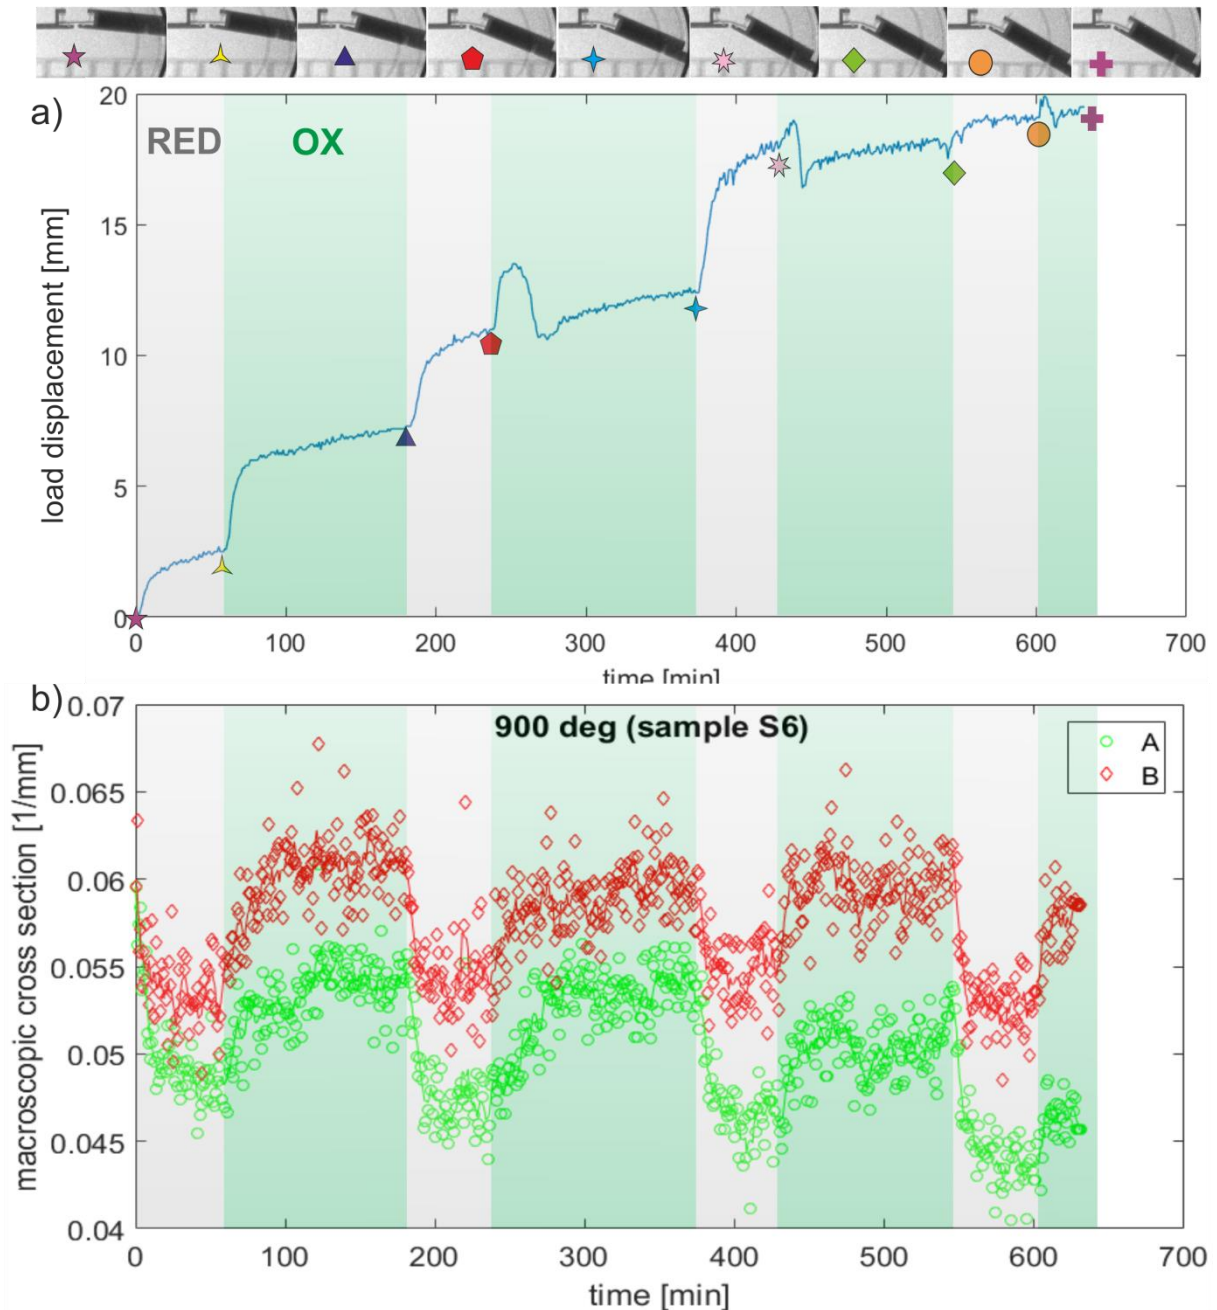 a)
RED
OX
20
15
10
5
0
load displacement [mm]
0 100 200 300 400 500 600 700
time [min]
b)
900 deg (sample S6)
A
B
0.07
0.065
0.06
0.055
0.05
0.045
0.04
macroscopic cross section [1/mm]
0 100 200 300 400 500 600 700
time [min]